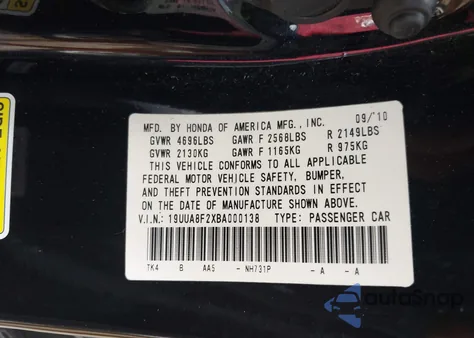 MFD. BY HONDA OF AMERICA MFG., INC. 09/'10
GVWR 4696LBS GAWR F 2568LBS R 2149LBS
GVWR 2130KG GAWR F 1165KG R 975KG
THIS VEHICLE CONFORMS TO ALL APPLICABLE
FEDERAL MOTOR VEHICLE SAFETY, BUMPER,
AND THEFT PREVENTION STANDARDS IN EFFECT
ON THE DATE OF MANUFACTURE SHOWN ABOVE.
V.I.N.: 19UUA8F2XBA000138 TYPE: PASSENGER CAR
TK4 B AA5 - NH731P - A - A
autoSnap